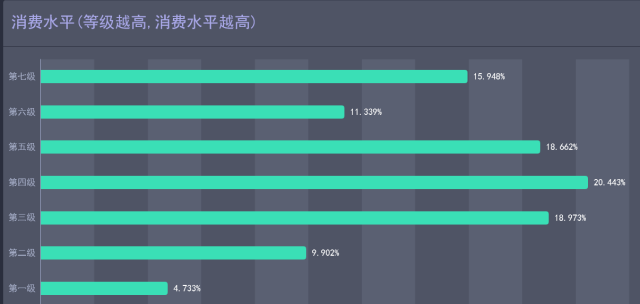 消费水平(等级越高,消费水平越高)
第七级 15.948%
第六级 11.339%
第五级 18.662%
第四级 20.443%
第三级 18.973%
第二级 9.902%
第一级 4.733%